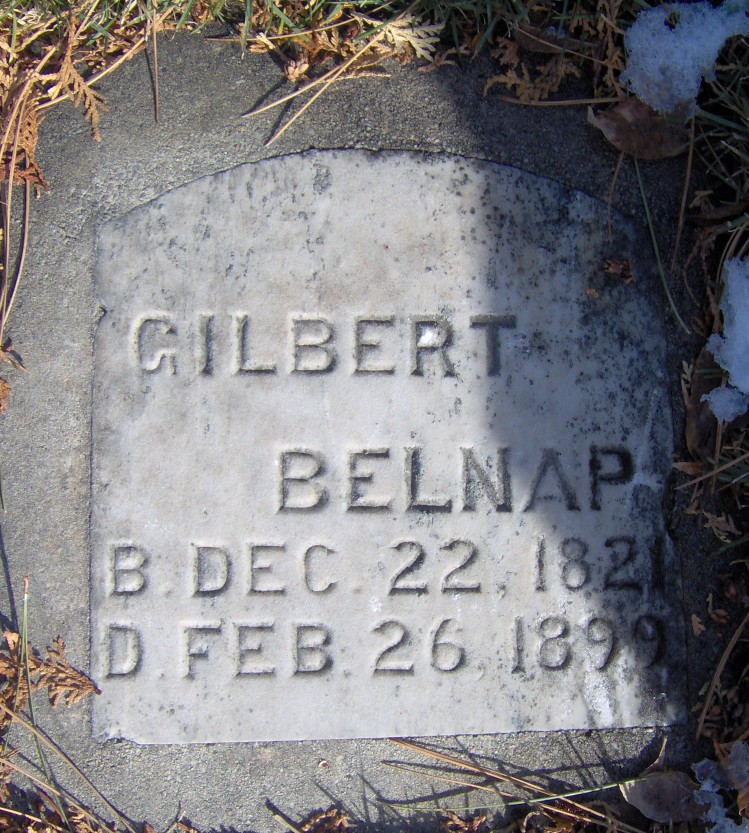 GILBERT
BELNAP
B. DEC. 22, 1821
D. FEB. 26, 1899